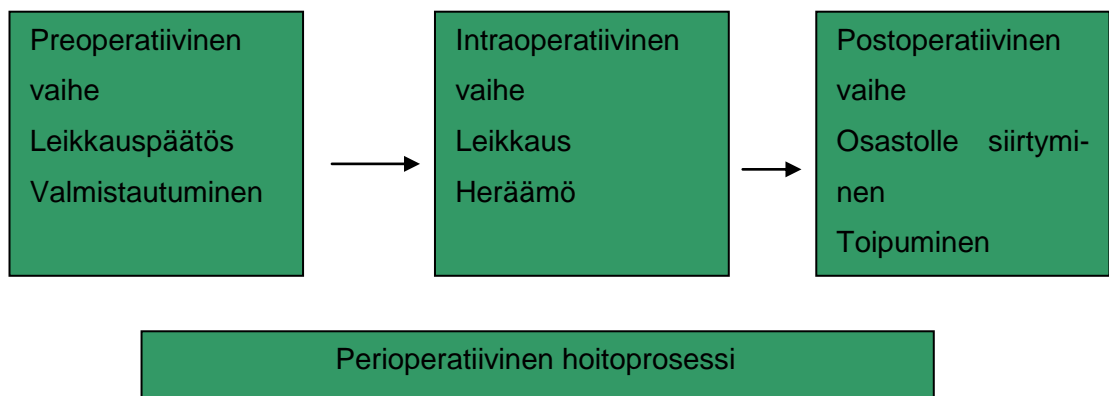 Preoperatiivinen
vaihe
Leikkauspäätös
Valmistautuminen
Intraoperatiivinen
vaihe
Leikkaus
Heräämö
Postoperatiivinen
vaihe
Osastolle siirtymi-
nen
Toipuminen
Perioperatiivinen hoitoprosessi